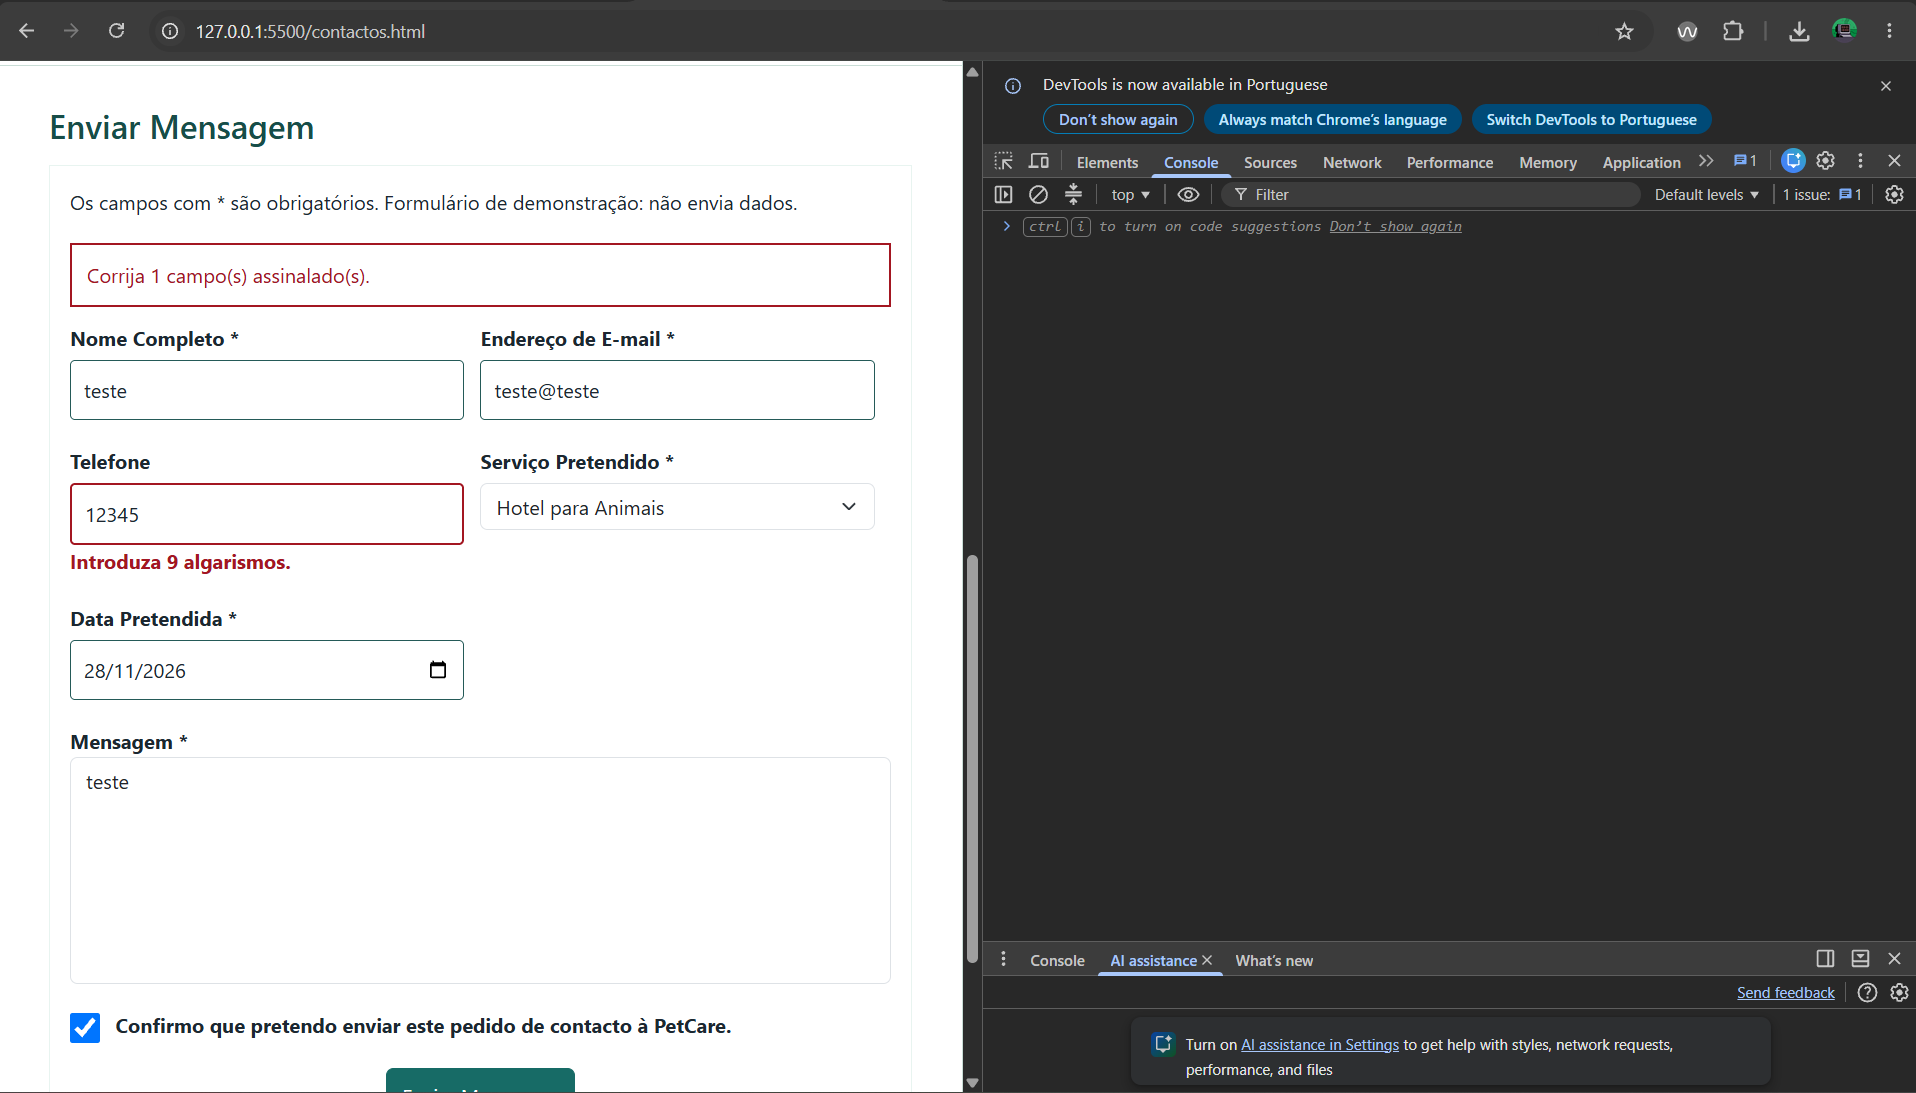 127.0.0.1:5500/contactos.html
Enviar Mensagem
Os campos com * são obrigatórios. Formulário de demonstração: não envia dados.
Corrija 1 campo(s) assinalado(s).
Nome Completo *
Endereço de E-mail *
teste
teste@teste
Telefone
Serviço Pretendido *
12345
Hotel para Animais
Introduza 9 algarismos.
Data Pretendida *
28/11/2026
Mensagem *
teste
Confirmo que pretendo enviar este pedido de contacto à PetCare.
DevTools is now available in Portuguese
Don't show again
Always match Chrome's language
Switch DevTools to Portuguese
Elements
Console
Sources
Network
Performance
Memory
Application
1
top
Filter
Default levels
1 issue:
1
ctrl i to turn on code suggestions Don't show again
Console
AI assistance
What's new
Send feedback
Turn on AI assistance in Settings to get help with styles, network requests,
performance, and files